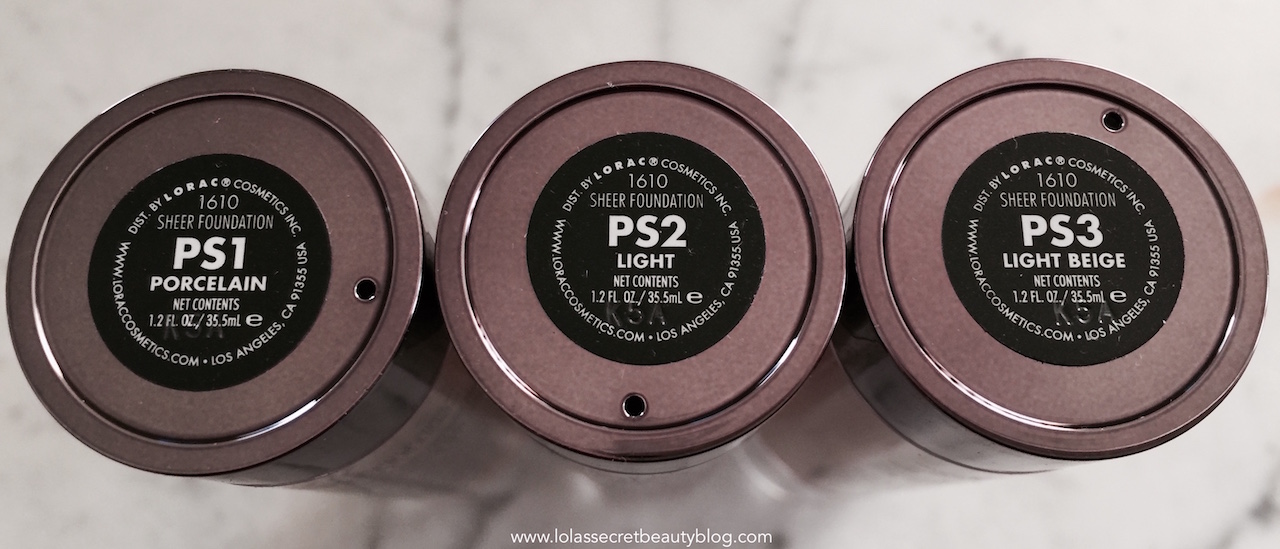 DIST. BY LORAC® COSMETICS INC.
1610
SHEER FOUNDATION
PS1
PORCELAIN
NET CONTENTS
1.2 FL. OZ./35.5mL e
WWW.LORACCOSMETICS.COM • LOS ANGELES, CA 91355 USA
DIST. BY LORAC® COSMETICS INC.
1610
SHEER FOUNDATION
PS2
LIGHT
NET CONTENTS
1.2 FL. OZ./35.5mL e
K5A
WWW.LORACCOSMETICS.COM • LOS ANGELES, CA 91355 USA
DIST. BY LORAC® COSMETICS INC.
1610
SHEER FOUNDATION
PS3
LIGHT BEIGE
NET CONTENTS
1.2 FL. OZ./35.5mL e
K5A
WWW.LORACCOSMETICS.COM • LOS ANGELES, CA 91355 USA
www.lolassecretbeautyblog.com